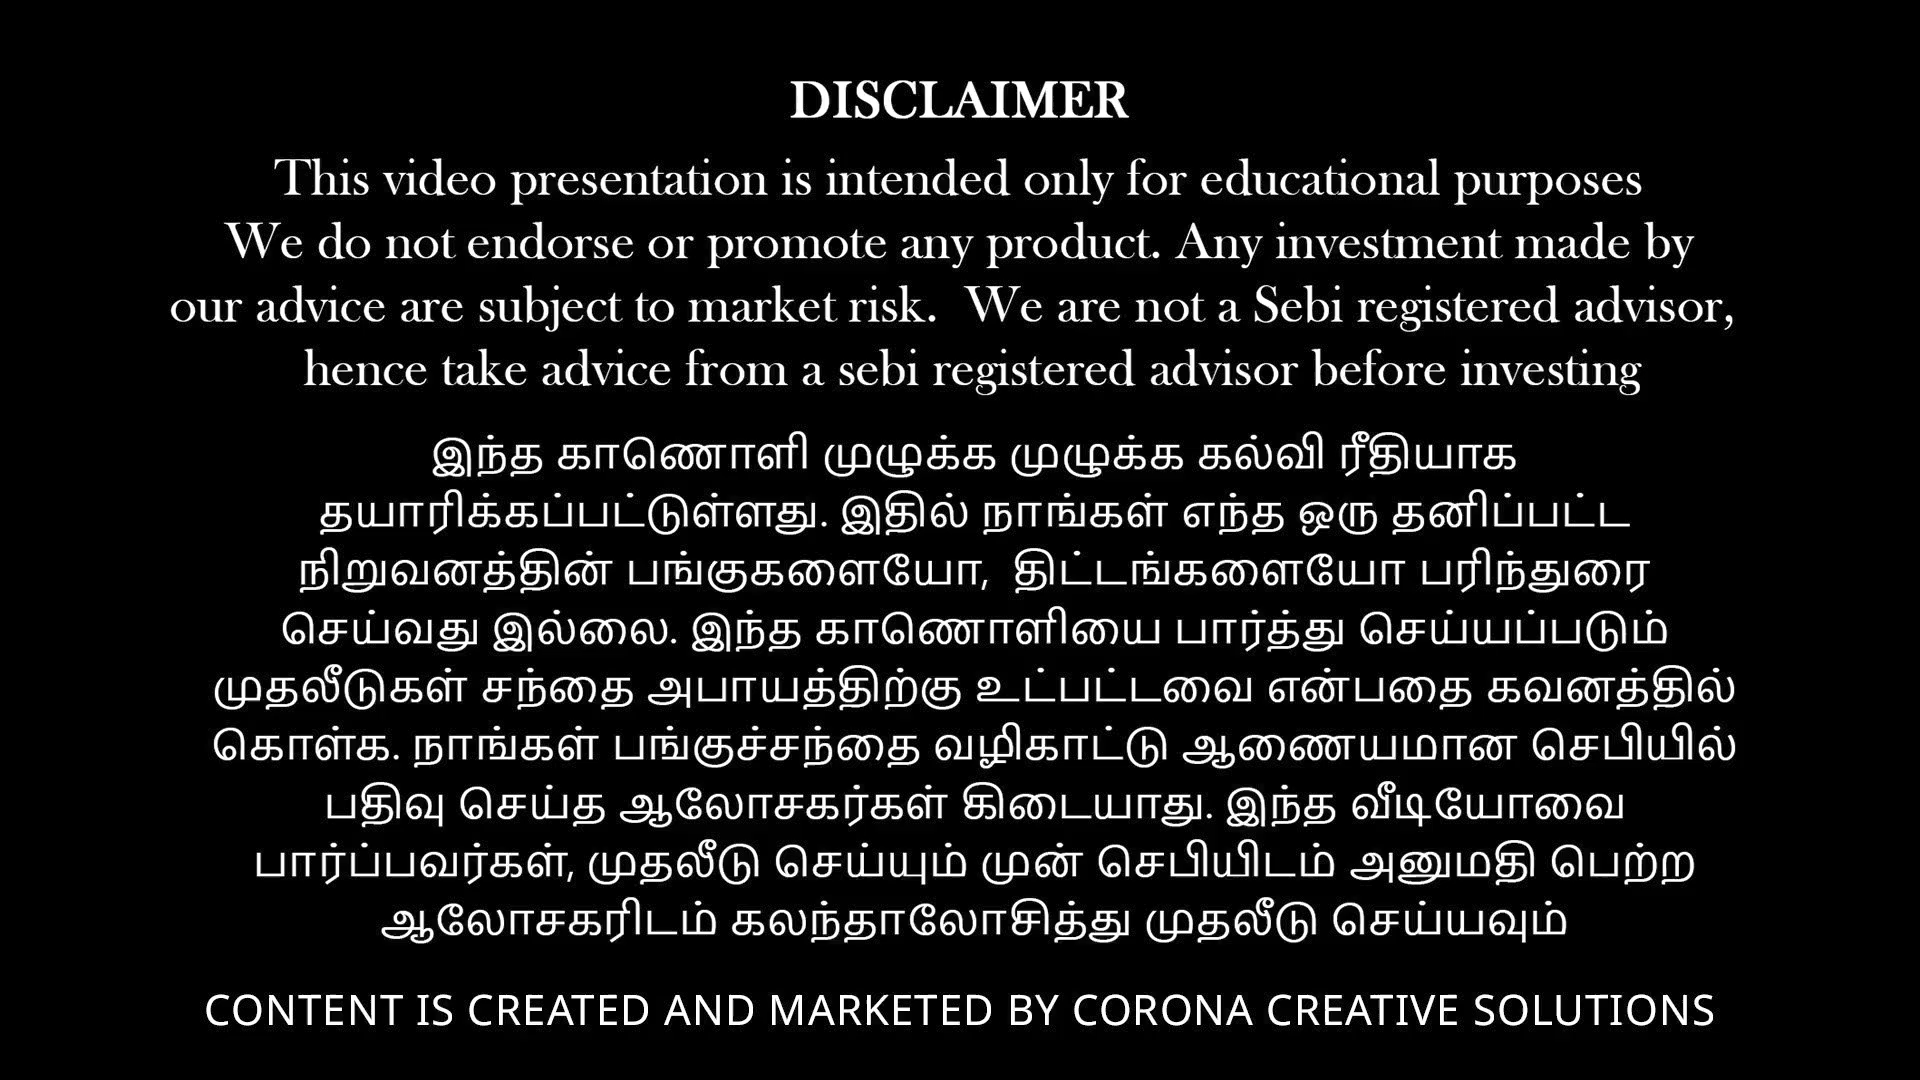 DISCLAIMER
This video presentation is intended only for educational purposes
We do not endorse or promote any product. Any investment made by
our advice are subject to market risk.  We are not a Sebi registered advisor,
hence take advice from a sebi registered advisor before investing
இந்த காணொளி முழுக்க முழுக்க கல்வி ரீதியாக
தயாரிக்கப்பட்டுள்ளது. இதில் நாங்கள் எந்த ஒரு தனிப்பட்ட
நிறுவனத்தின் பங்குகளையோ,  திட்டங்களையோ பரிந்துரை
செய்வது இல்லை. இந்த காணொளியை பார்த்து செய்யப்படும்
முதலீடுகள் சந்தை அபாயத்திற்கு உட்பட்டவை என்பதை கவனத்தில்
கொள்க. நாங்கள் பங்குச்சந்தை வழிகாட்டு ஆணையமான செபியில்
பதிவு செய்த ஆலோசகர்கள் கிடையாது. இந்த வீடியோவை
பார்ப்பவர்கள், முதலீடு செய்யும் முன் செபியிடம் அனுமதி பெற்ற
ஆலோசகரிடம் கலந்தாலோசித்து முதலீடு செய்யவும்
CONTENT IS CREATED AND MARKETED BY CORONA CREATIVE SOLUTIONS